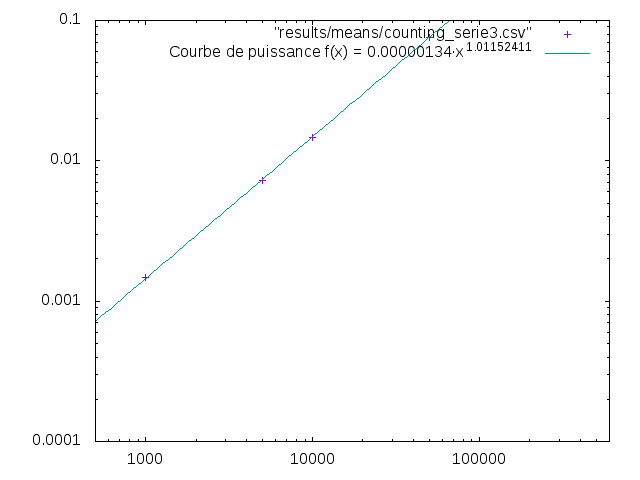 0.1
"results/means/counting_serie3.csv"
Courbe de puissance f(x) = 0.00000134·x^1.01152411
0.01
0.001
0.0001
1000 10000 100000